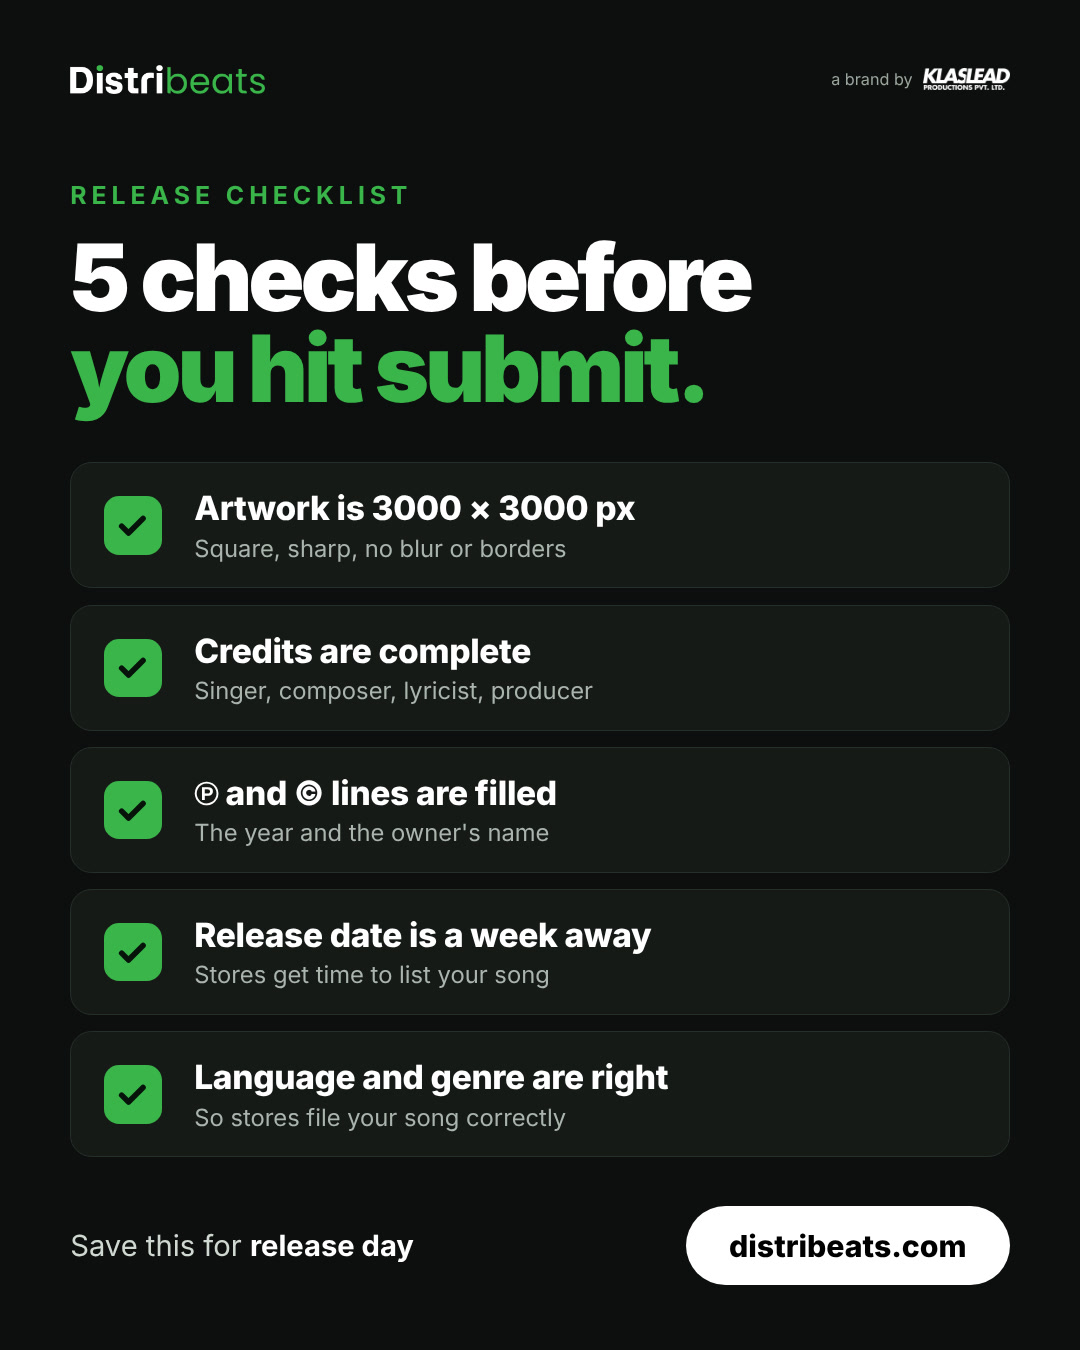 Distribeats
a brand by KLASLEAD
PRODUCTIONS PVT. LTD.
RELEASE CHECKLIST
5 checks before
you hit submit.
Artwork is 3000 × 3000 px
Square, sharp, no blur or borders
Credits are complete
Singer, composer, lyricist, producer
℗ and © lines are filled
The year and the owner's name
Release date is a week away
Stores get time to list your song
Language and genre are right
So stores file your song correctly
Save this for release day
distribeats.com